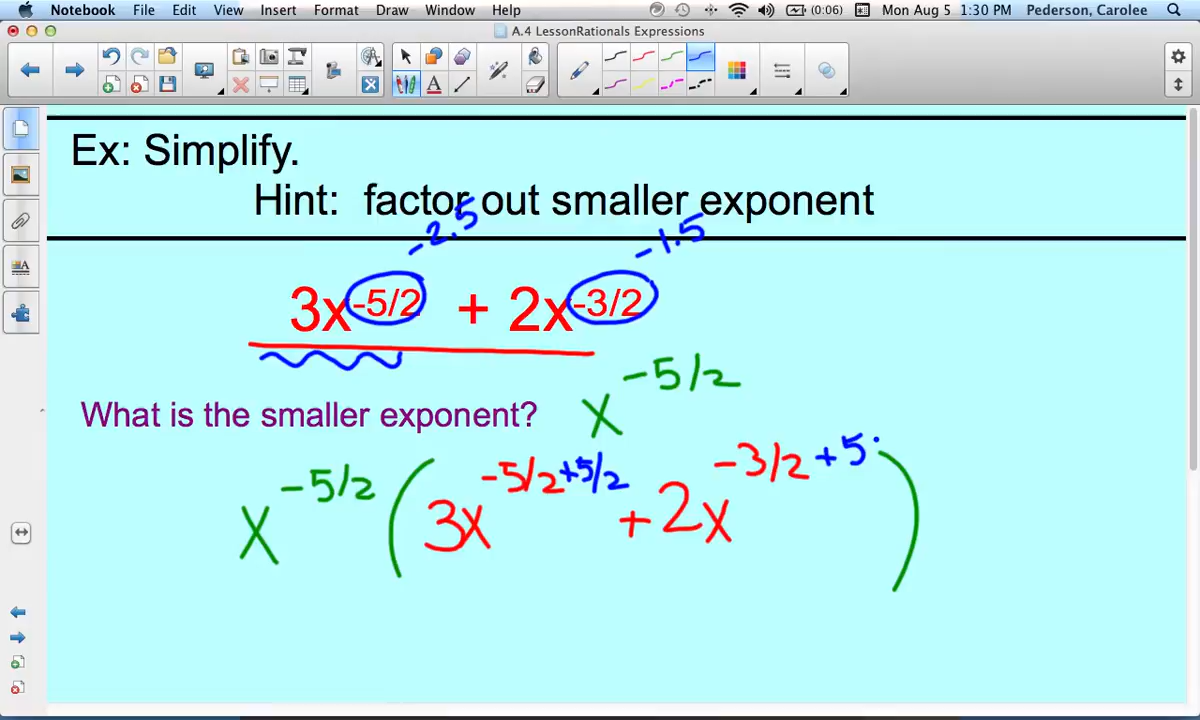 Notebook File Edit View Insert Format Draw Window Help (0:06) Mon Aug 5 1:30 PM Pederson, Carolee
A.4 LessonRationals Expressions
Ex: Simplify.
Hint: factor out smaller exponent
-2.5 -1.5
3x^-5/2 + 2x^-3/2
x^-5/2
What is the smaller exponent?
x^-5/2 (3x^-5/2+5/2 + 2x^-3/2+5)